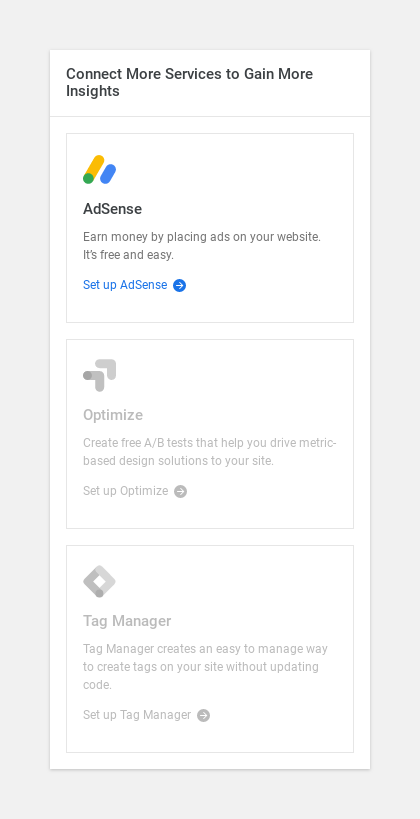 Connect More Services to Gain More
Insights
AdSense
Earn money by placing ads on your website.
It's free and easy.
Set up AdSense
Optimize
Create free A/B tests that help you drive metric-
based design solutions to your site.
Set up Optimize
Tag Manager
Tag Manager creates an easy to manage way
to create tags on your site without updating
code.
Set up Tag Manager